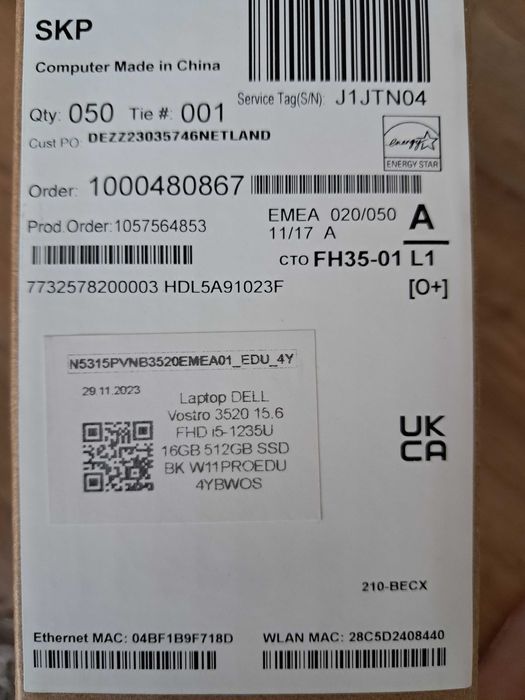 SKP
Computer Made in China
Service Tag(S/N): J1JTN04
Qty: 050 Tie #: 001
Cust PO: DEZZ23035746NETLAND
energy
ENERGY STAR
Order: 1000480867
Prod.Order:1057564853
EMEA 020/050 A
11/17 A
CTO FH35-01 L1
7732578200003 HDL5A91023F
[O+]
N5315PVNB3520EMEA01_EDU_4Y
29.11.2023
Laptop DELL
Vostro 3520 15.6
FHD i5-1235U
16GB 512GB SSD
BK W11PROEDU
4YBWOS
UK
CA
210-BECX
Ethernet MAC: 04BF1B9F718D
WLAN MAC: 28C5D2408440